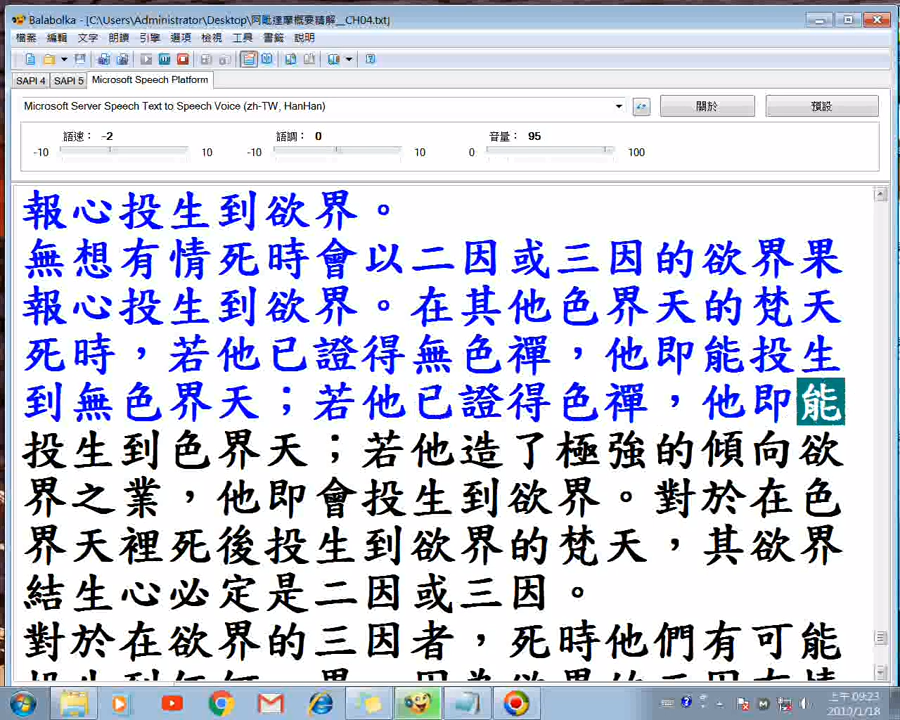 Balabolka - [C:\Users\Administrator\Desktop\阿毗達摩概要精解__CH04.txt]
檔案 編輯 文字 朗讀 引擎 選項 檢視 工具 書籤 說明
SAPI 4 SAPI 5 Microsoft Speech Platform
Microsoft Server Speech Text to Speech Voice (zh-TW, HanHan) 關於 預設
語速： -2 語調： 0 音量： 95
-10 10 -10 10 0 100
報心投生到欲界。
無想有情死時會以二因或三因的欲界果
報心投生到欲界。在其他色界天的梵天
死時，若他已證得無色禪，他即能投生
到無色界天；若他已證得色禪，他即能
投生到色界天；若他造了極強的傾向欲
界之業，他即會投生到欲界。對於在色
界天裡死後投生到欲界的梵天，其欲界
結生心必定是二因或三因。
對於在欲界的三因者，死時他們有可能
上午 09:23
2019/1/18